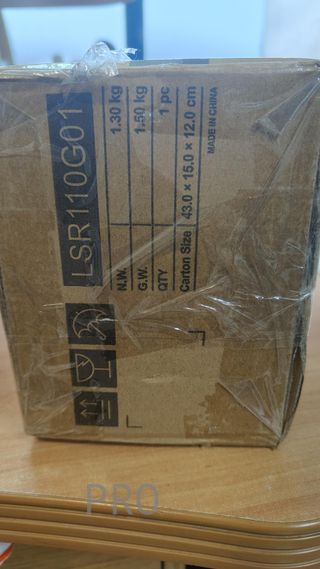 LSR110G01
N.W. 1.30 kg
G.W. 1.50 kg
QTY 1 pc
Carton Size 43.0 × 15.0 × 12.0 cm
MADE IN CHINA
PRO